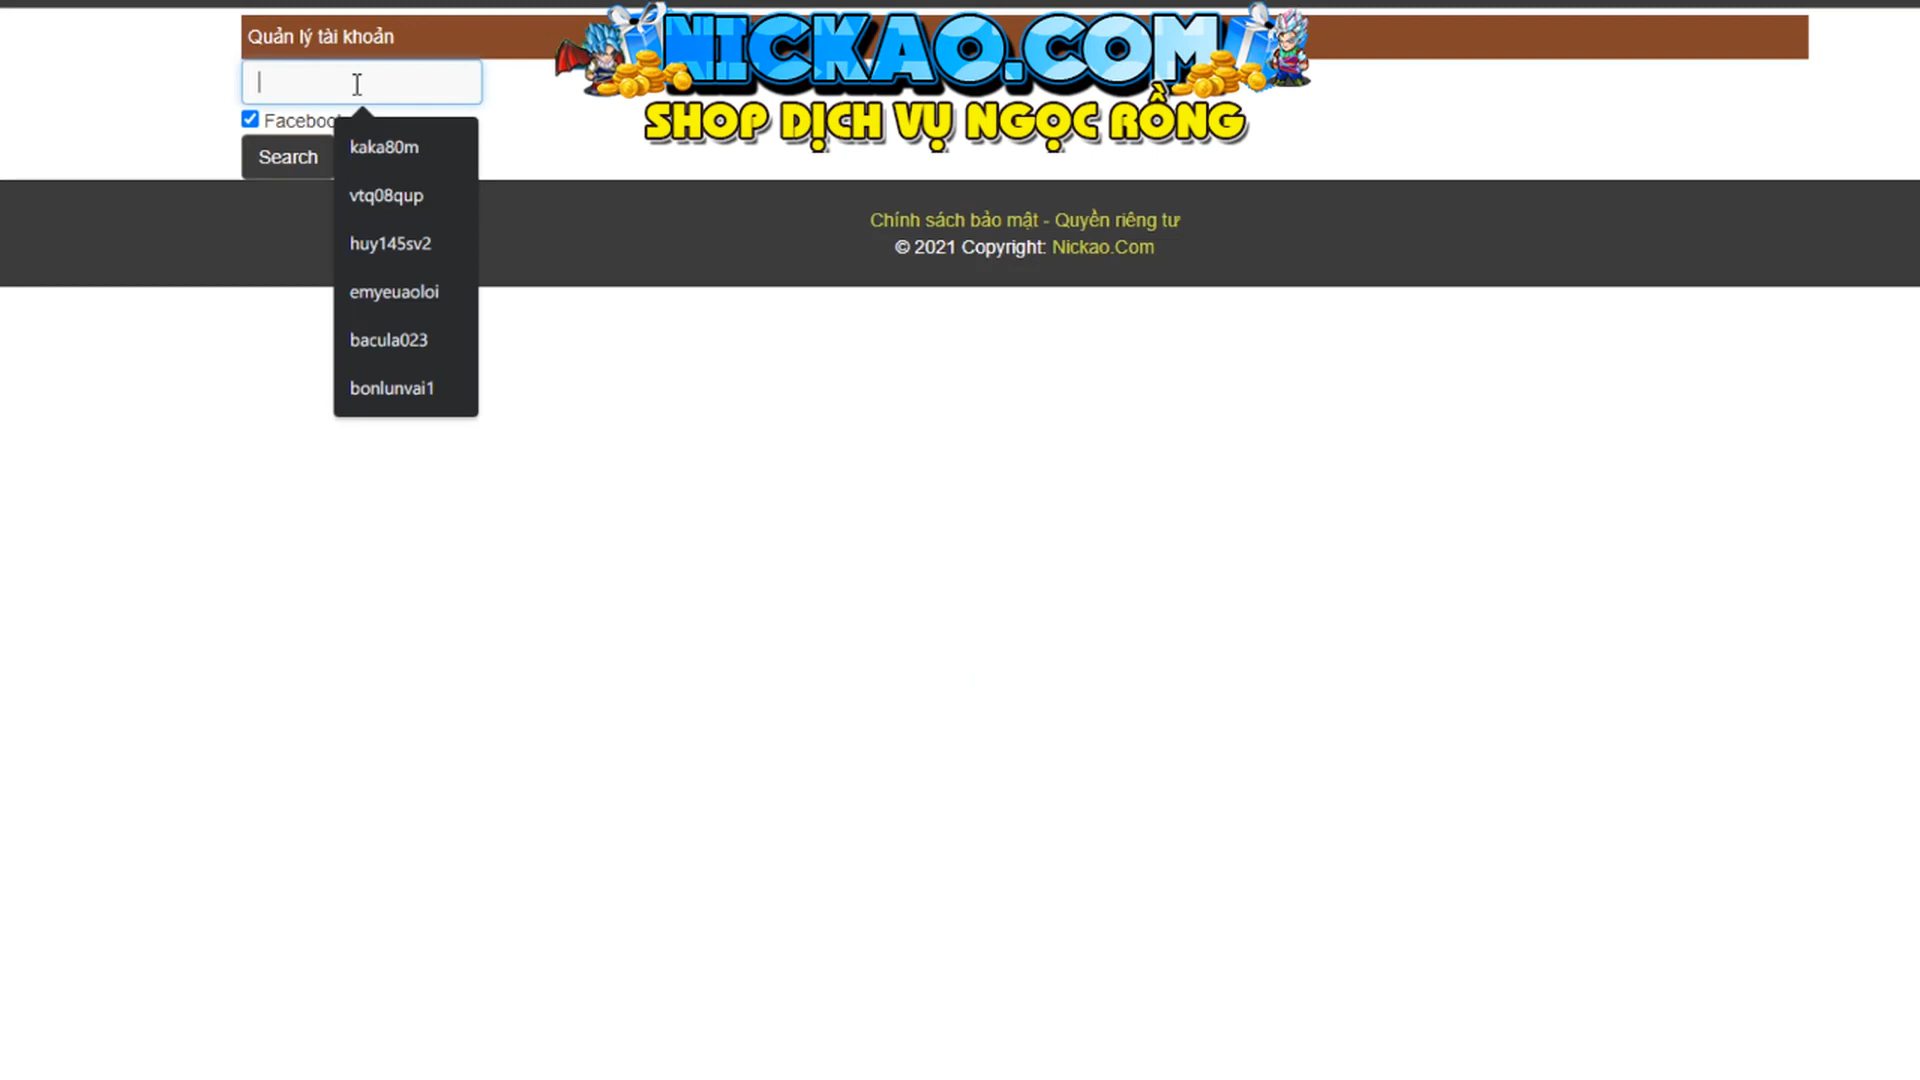 Quản lý tài khoản
NICKAO.COM
SHOP DỊCH VỤ NGỌC RỒNG
Facebook
Search
kaka80m
vtq08qup
huy145sv2
emyeuaoloi
bacula023
bonlunvai1
Chính sách bảo mật - Quyền riêng tư
© 2021 Copyright: Nickao.Com